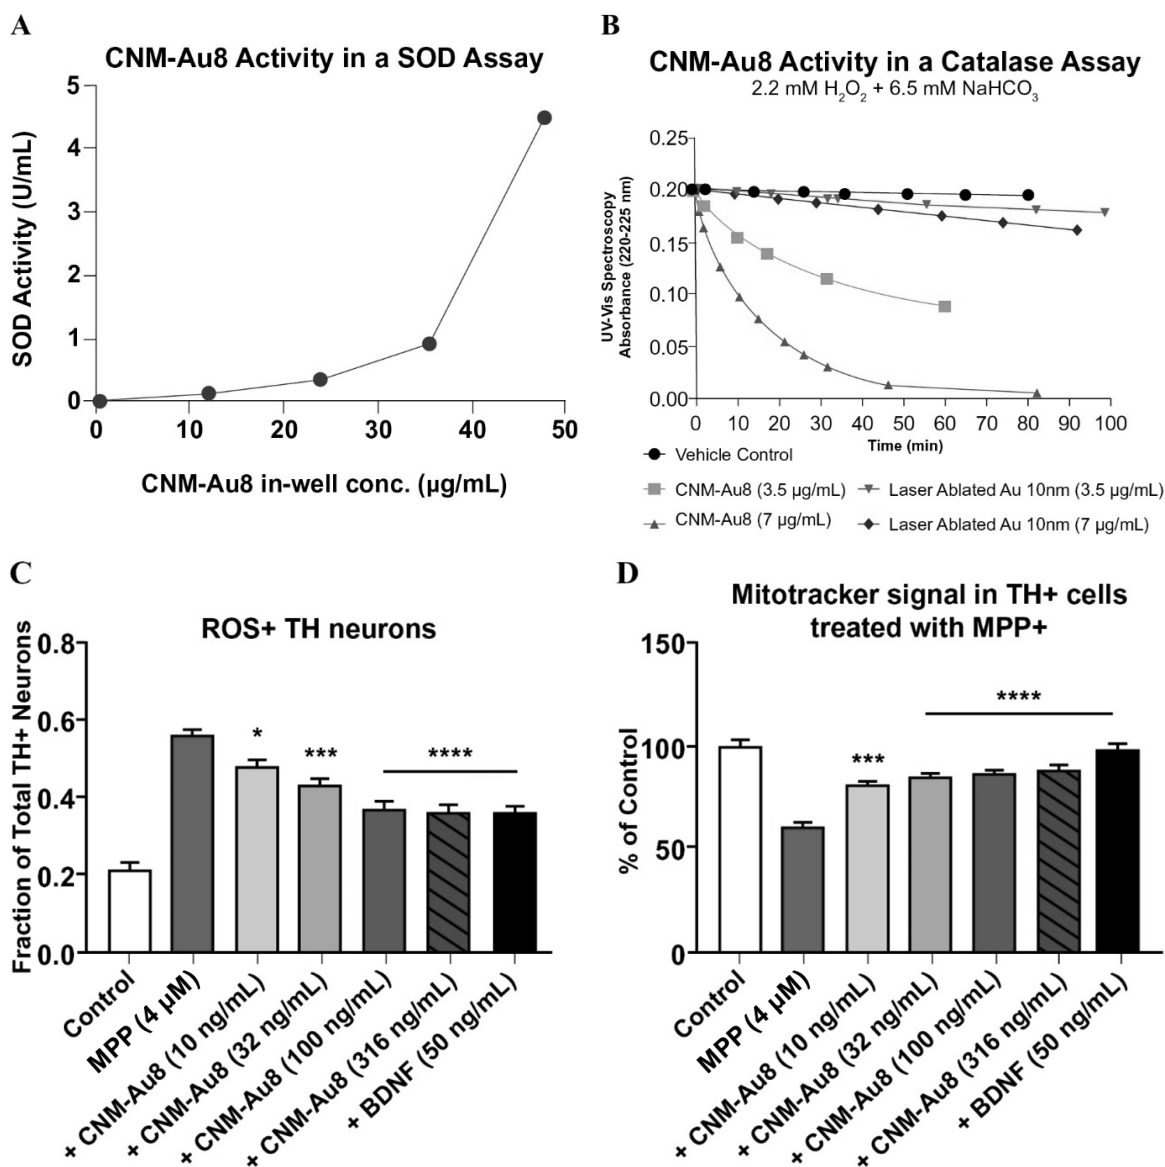 A
CNM-Au8 Activity in a SOD Assay
SOD Activity (U/mL)
5
4
3
2
1
0
0 10 20 30 40 50
CNM-Au8 in-well conc. (µg/mL)
B
CNM-Au8 Activity in a Catalase Assay
2.2 mM H2O2 + 6.5 mM NaHCO3
UV-Vis Spectroscopy
Absorbance (220-225 nm)
0.25
0.20
0.15
0.10
0.05
0.00
0 10 20 30 40 50 60 70 80 90 100
Time (min)
Vehicle Control
CNM-Au8 (3.5 µg/mL)
Laser Ablated Au 10nm (3.5 µg/mL)
CNM-Au8 (7 µg/mL)
Laser Ablated Au 10nm (7 µg/mL)
C
ROS+ TH neurons
Fraction of Total TH+ Neurons
0.8
0.6
0.4
0.2
0.0
*
***
****
Control
MPP (4 µM)
+ CNM-Au8 (10 ng/mL)
+ CNM-Au8 (32 ng/mL)
+ CNM-Au8 (100 ng/mL)
+ CNM-Au8 (316 ng/mL)
+ BDNF (50 ng/mL)
D
Mitotracker signal in TH+ cells
treated with MPP+
% of Control
150
100
50
0
***
****
Control
MPP (4 µM)
+ CNM-Au8 (10 ng/mL)
+ CNM-Au8 (32 ng/mL)
+ CNM-Au8 (100 ng/mL)
+ CNM-Au8 (316 ng/mL)
+ BDNF (50 ng/mL)